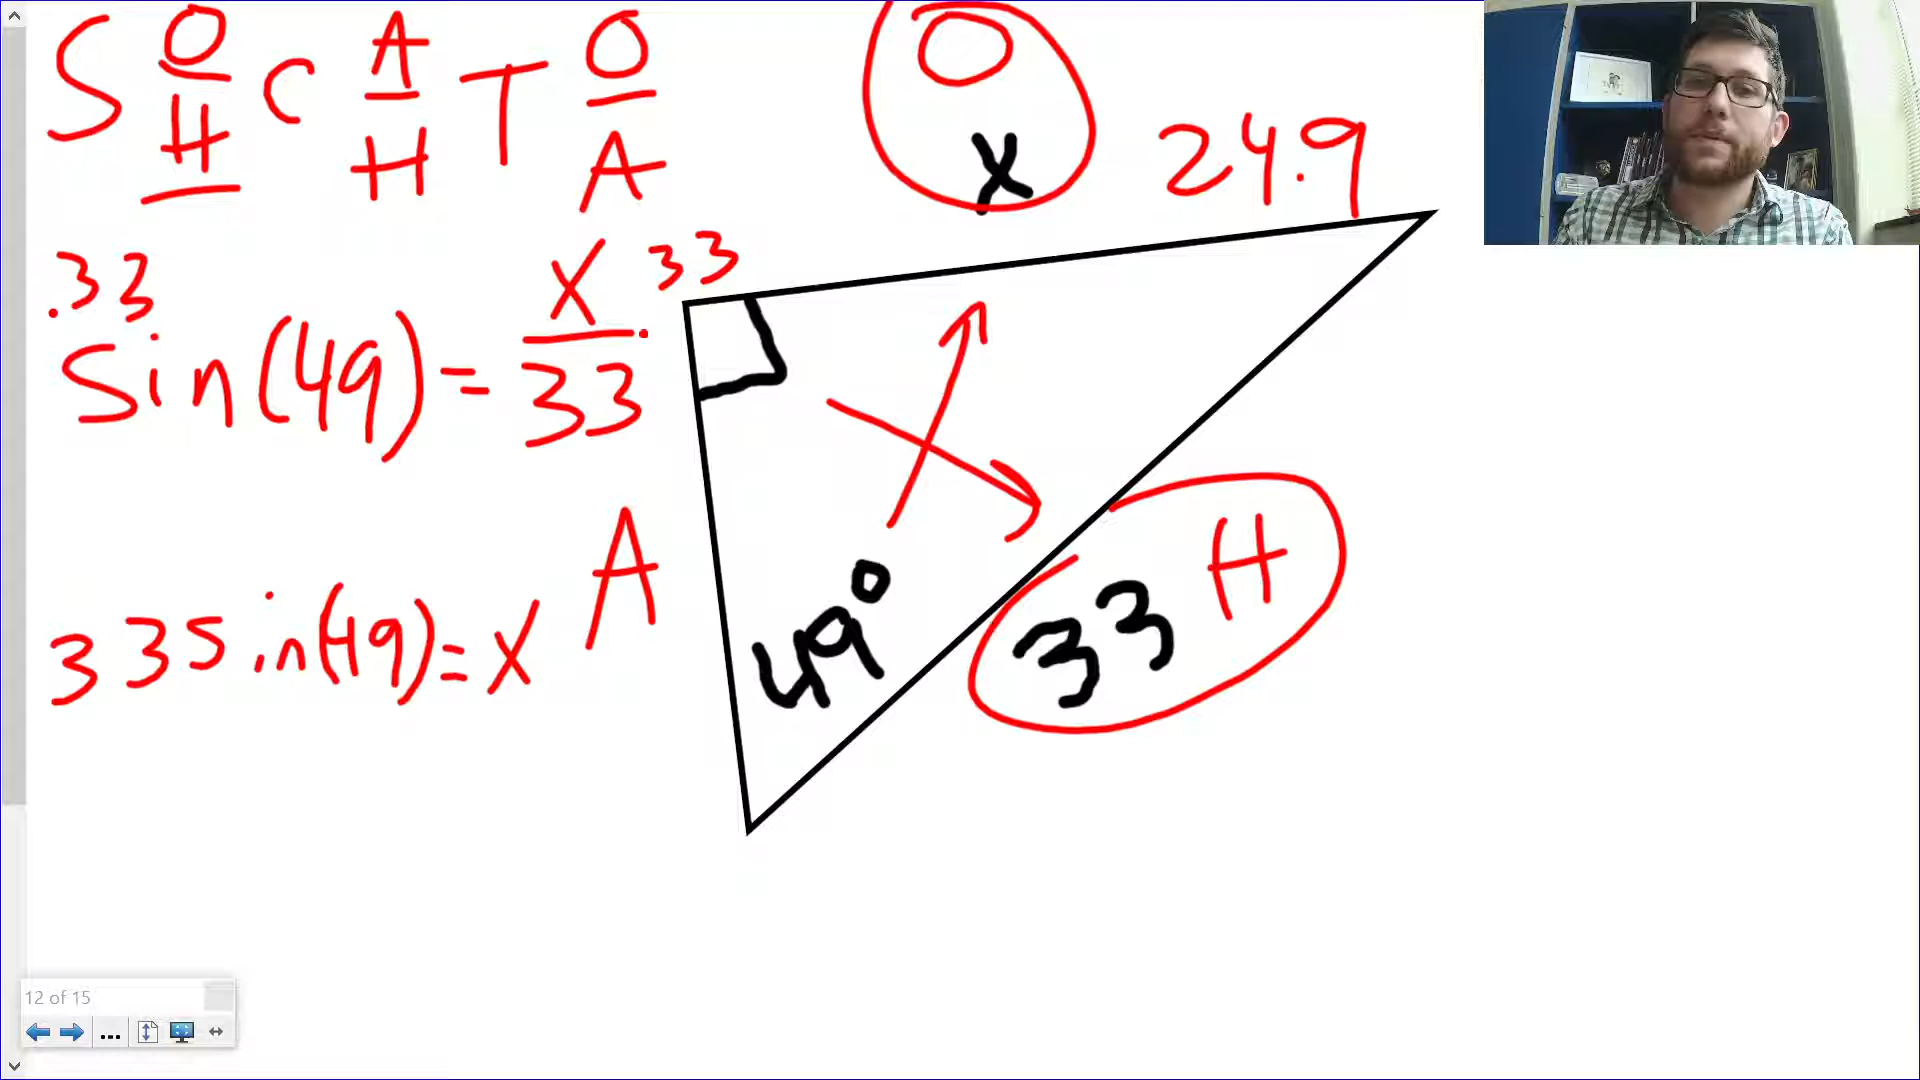 S O/H C A/H T O/A
O
x
24.9
.33 .33
Sin(49) = x/33
A
33 sin(49) = x
49°
33 H
12 of 15
...